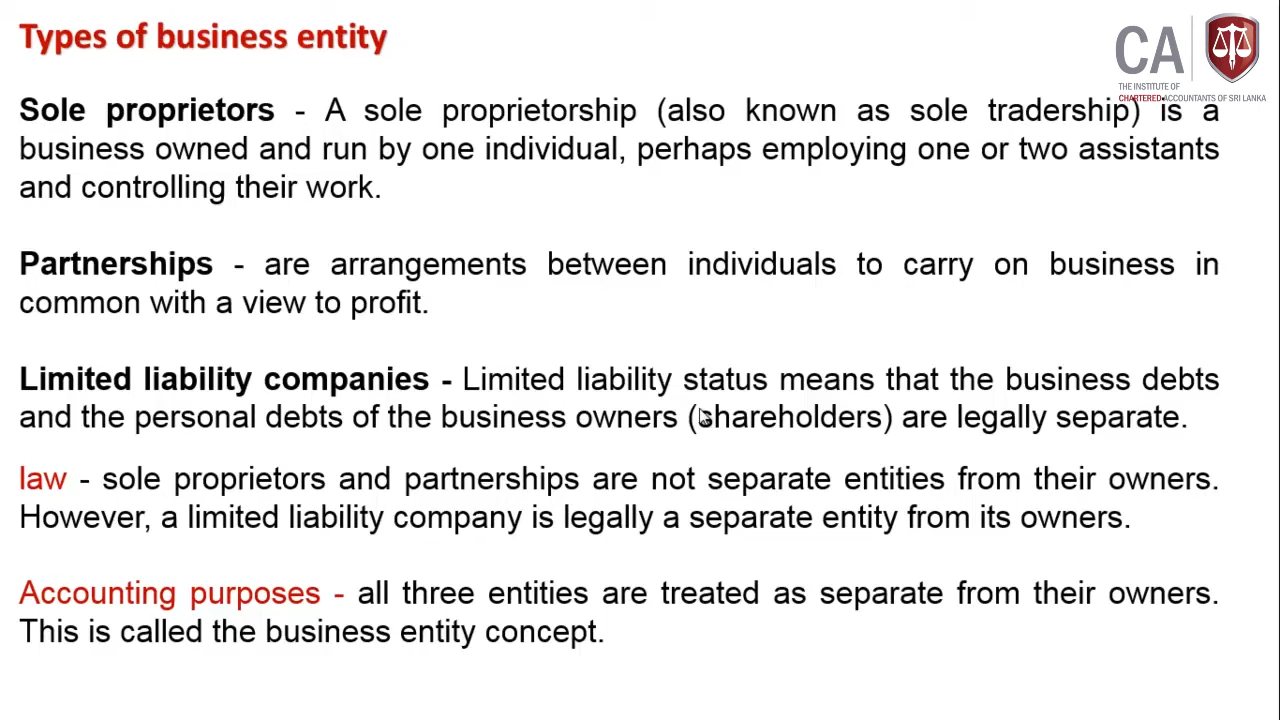 Types of business entity
CA
THE INSTITUTE OF
CHARTERED ACCOUNTANTS OF SRI LANKA
Sole proprietors - A sole proprietorship (also known as sole tradership) is a
business owned and run by one individual, perhaps employing one or two assistants
and controlling their work.
Partnerships - are arrangements between individuals to carry on business in
common with a view to profit.
Limited liability companies - Limited liability status means that the business debts
and the personal debts of the business owners (shareholders) are legally separate.
law - sole proprietors and partnerships are not separate entities from their owners.
However, a limited liability company is legally a separate entity from its owners.
Accounting purposes - all three entities are treated as separate from their owners.
This is called the business entity concept.